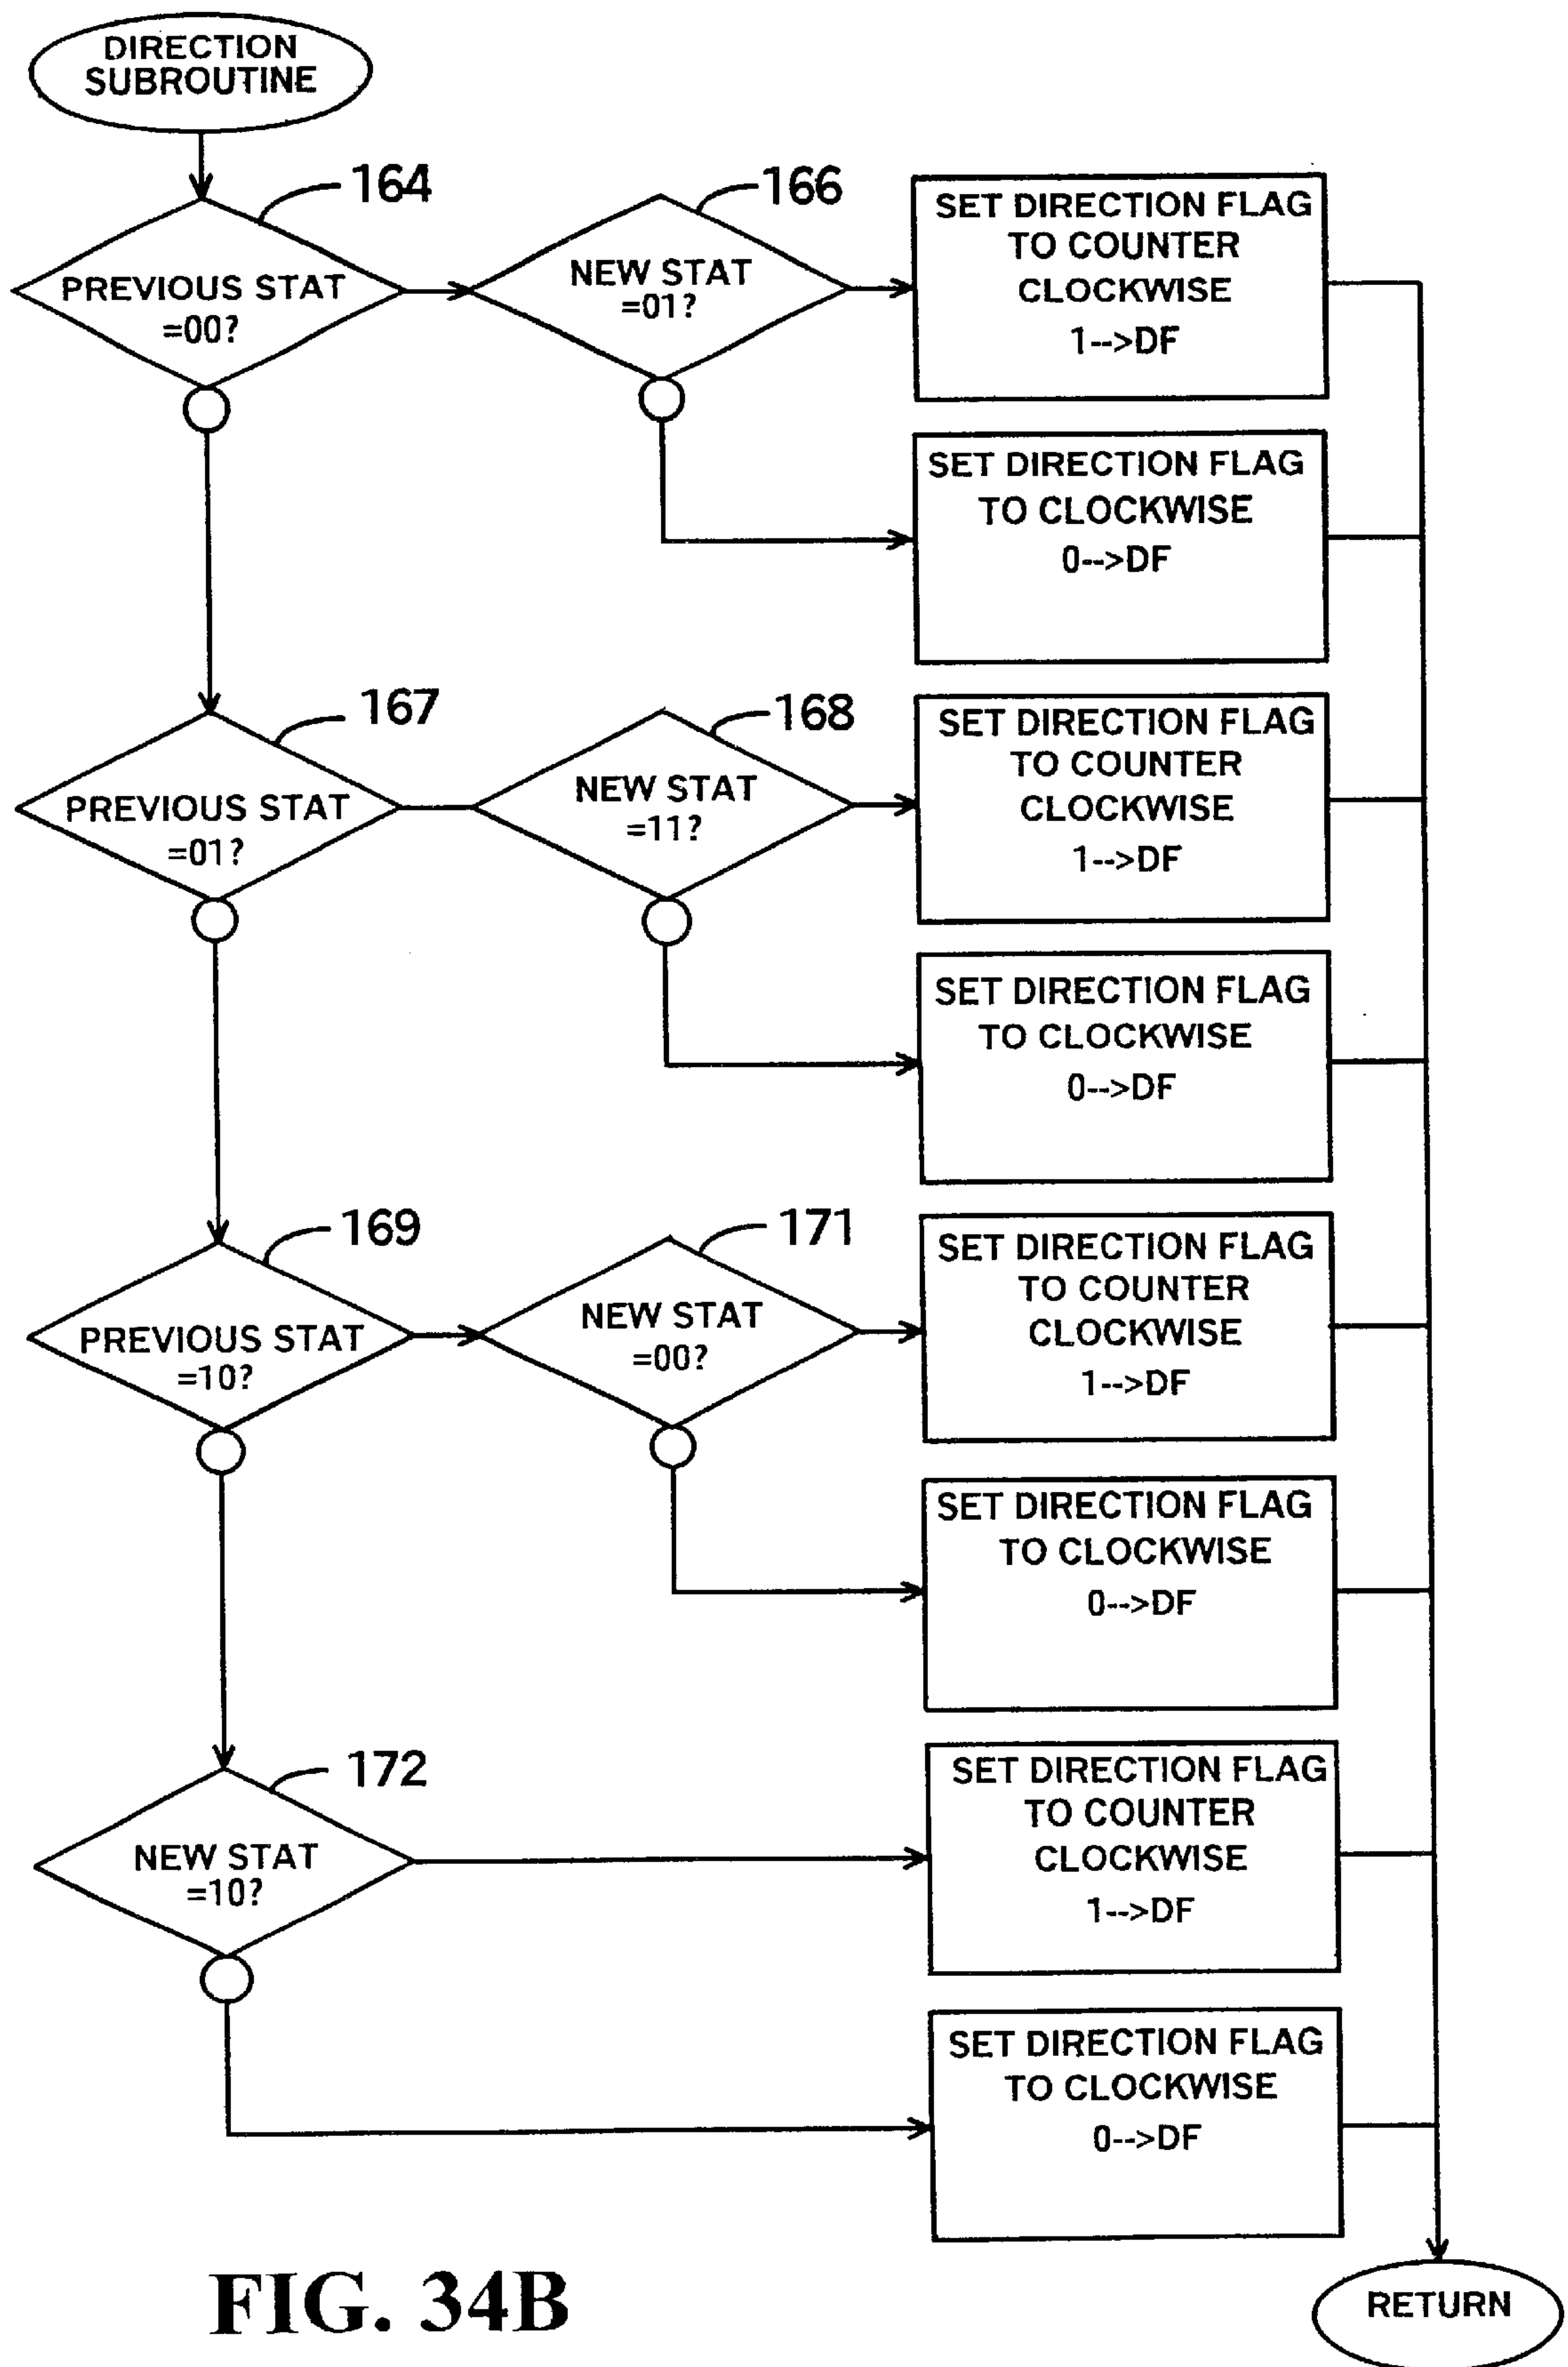 DIRECTION
SUBROUTINE
164
PREVIOUS STAT
=00?
166
NEW STAT
=01?
SET DIRECTION FLAG
TO COUNTER
CLOCKWISE
1-->DF
SET DIRECTION FLAG
TO CLOCKWISE
0-->DF
167
PREVIOUS STAT
=01?
168
NEW STAT
=11?
SET DIRECTION FLAG
TO COUNTER
CLOCKWISE
1-->DF
SET DIRECTION FLAG
TO CLOCKWISE
0-->DF
169
PREVIOUS STAT
=10?
171
NEW STAT
=00?
SET DIRECTION FLAG
TO COUNTER
CLOCKWISE
1-->DF
SET DIRECTION FLAG
TO CLOCKWISE
0-->DF
172
NEW STAT
=10?
SET DIRECTION FLAG
TO COUNTER
CLOCKWISE
1-->DF
SET DIRECTION FLAG
TO CLOCKWISE
0-->DF
RETURN
FIG. 34B